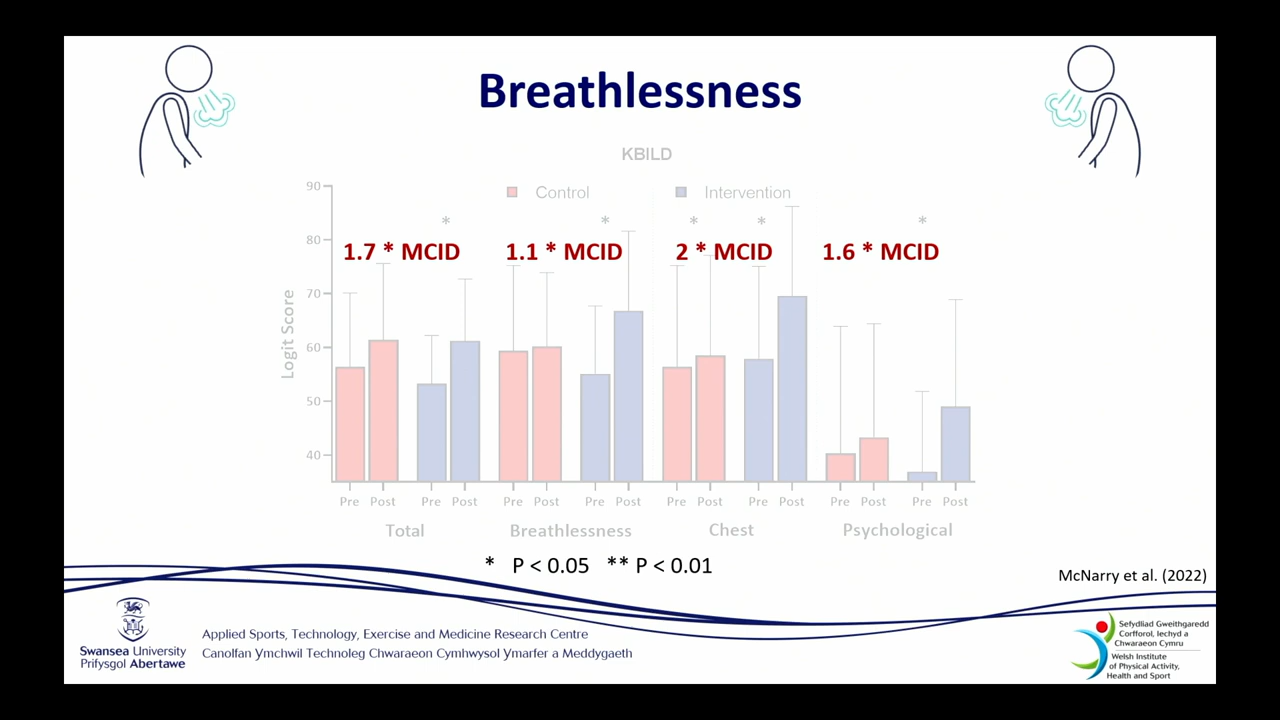 Breathlessness
KBILD
Control
Intervention
90
80
70
60
50
40
Logit Score
* * * * *
1.7 * MCID 1.1 * MCID 2 * MCID 1.6 * MCID
Pre Post Pre Post Pre Post Pre Post Pre Post Pre Post Pre Post Pre Post
Total Breathlessness Chest Psychological
* P < 0.05 ** P < 0.01
McNarry et al. (2022)
Swansea University
Prifysgol Abertawe
Applied Sports, Technology, Exercise and Medicine Research Centre
Canolfan Ymchwil Technoleg Chwaraeon Cymhwysol Ymarfer a Meddygaeth
Sefydliad Gweithgaredd
Corfforol, Iechyd a
Chwaraeon Cymru
Welsh Institute
of Physical Activity,
Health and Sport